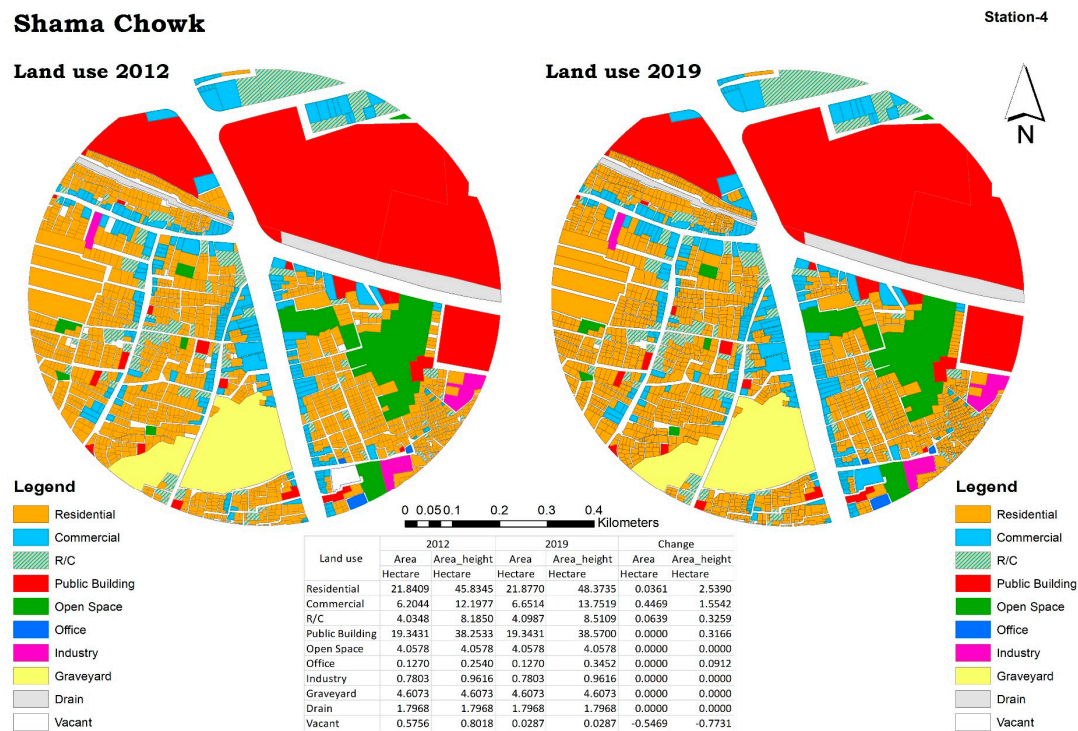 Shama Chowk
Station-4
Land use 2012
Land use 2019
N
Legend
Residential
Commercial
R/C
Public Building
Open Space
Office
Industry
Graveyard
Drain
Vacant
0 0.05 0.1 0.2 0.3 0.4
Kilometers
Land use 2012 2019 Change
Area Area_height Area Area_height Area Area_height
Hectare Hectare Hectare Hectare Hectare Hectare
Residential 21.8409 45.8345 21.8770 48.3735 0.0361 2.5390
Commercial 6.2044 12.1977 6.6514 13.7519 0.4469 1.5542
R/C 4.0348 8.1850 4.0987 8.5109 0.0639 0.3259
Public Building 19.3431 38.2533 19.3431 38.5700 0.0000 0.3166
Open Space 4.0578 4.0578 4.0578 4.0578 0.0000 0.0000
Office 0.1270 0.2540 0.1270 0.3452 0.0000 0.0912
Industry 0.7803 0.9616 0.7803 0.9616 0.0000 0.0000
Graveyard 4.6073 4.6073 4.6073 4.6073 0.0000 0.0000
Drain 1.7968 1.7968 1.7968 1.7968 0.0000 0.0000
Vacant 0.5756 0.8018 0.0287 0.0287 -0.5469 -0.7731
Legend
Residential
Commercial
R/C
Public Building
Open Space
Office
Industry
Graveyard
Drain
Vacant